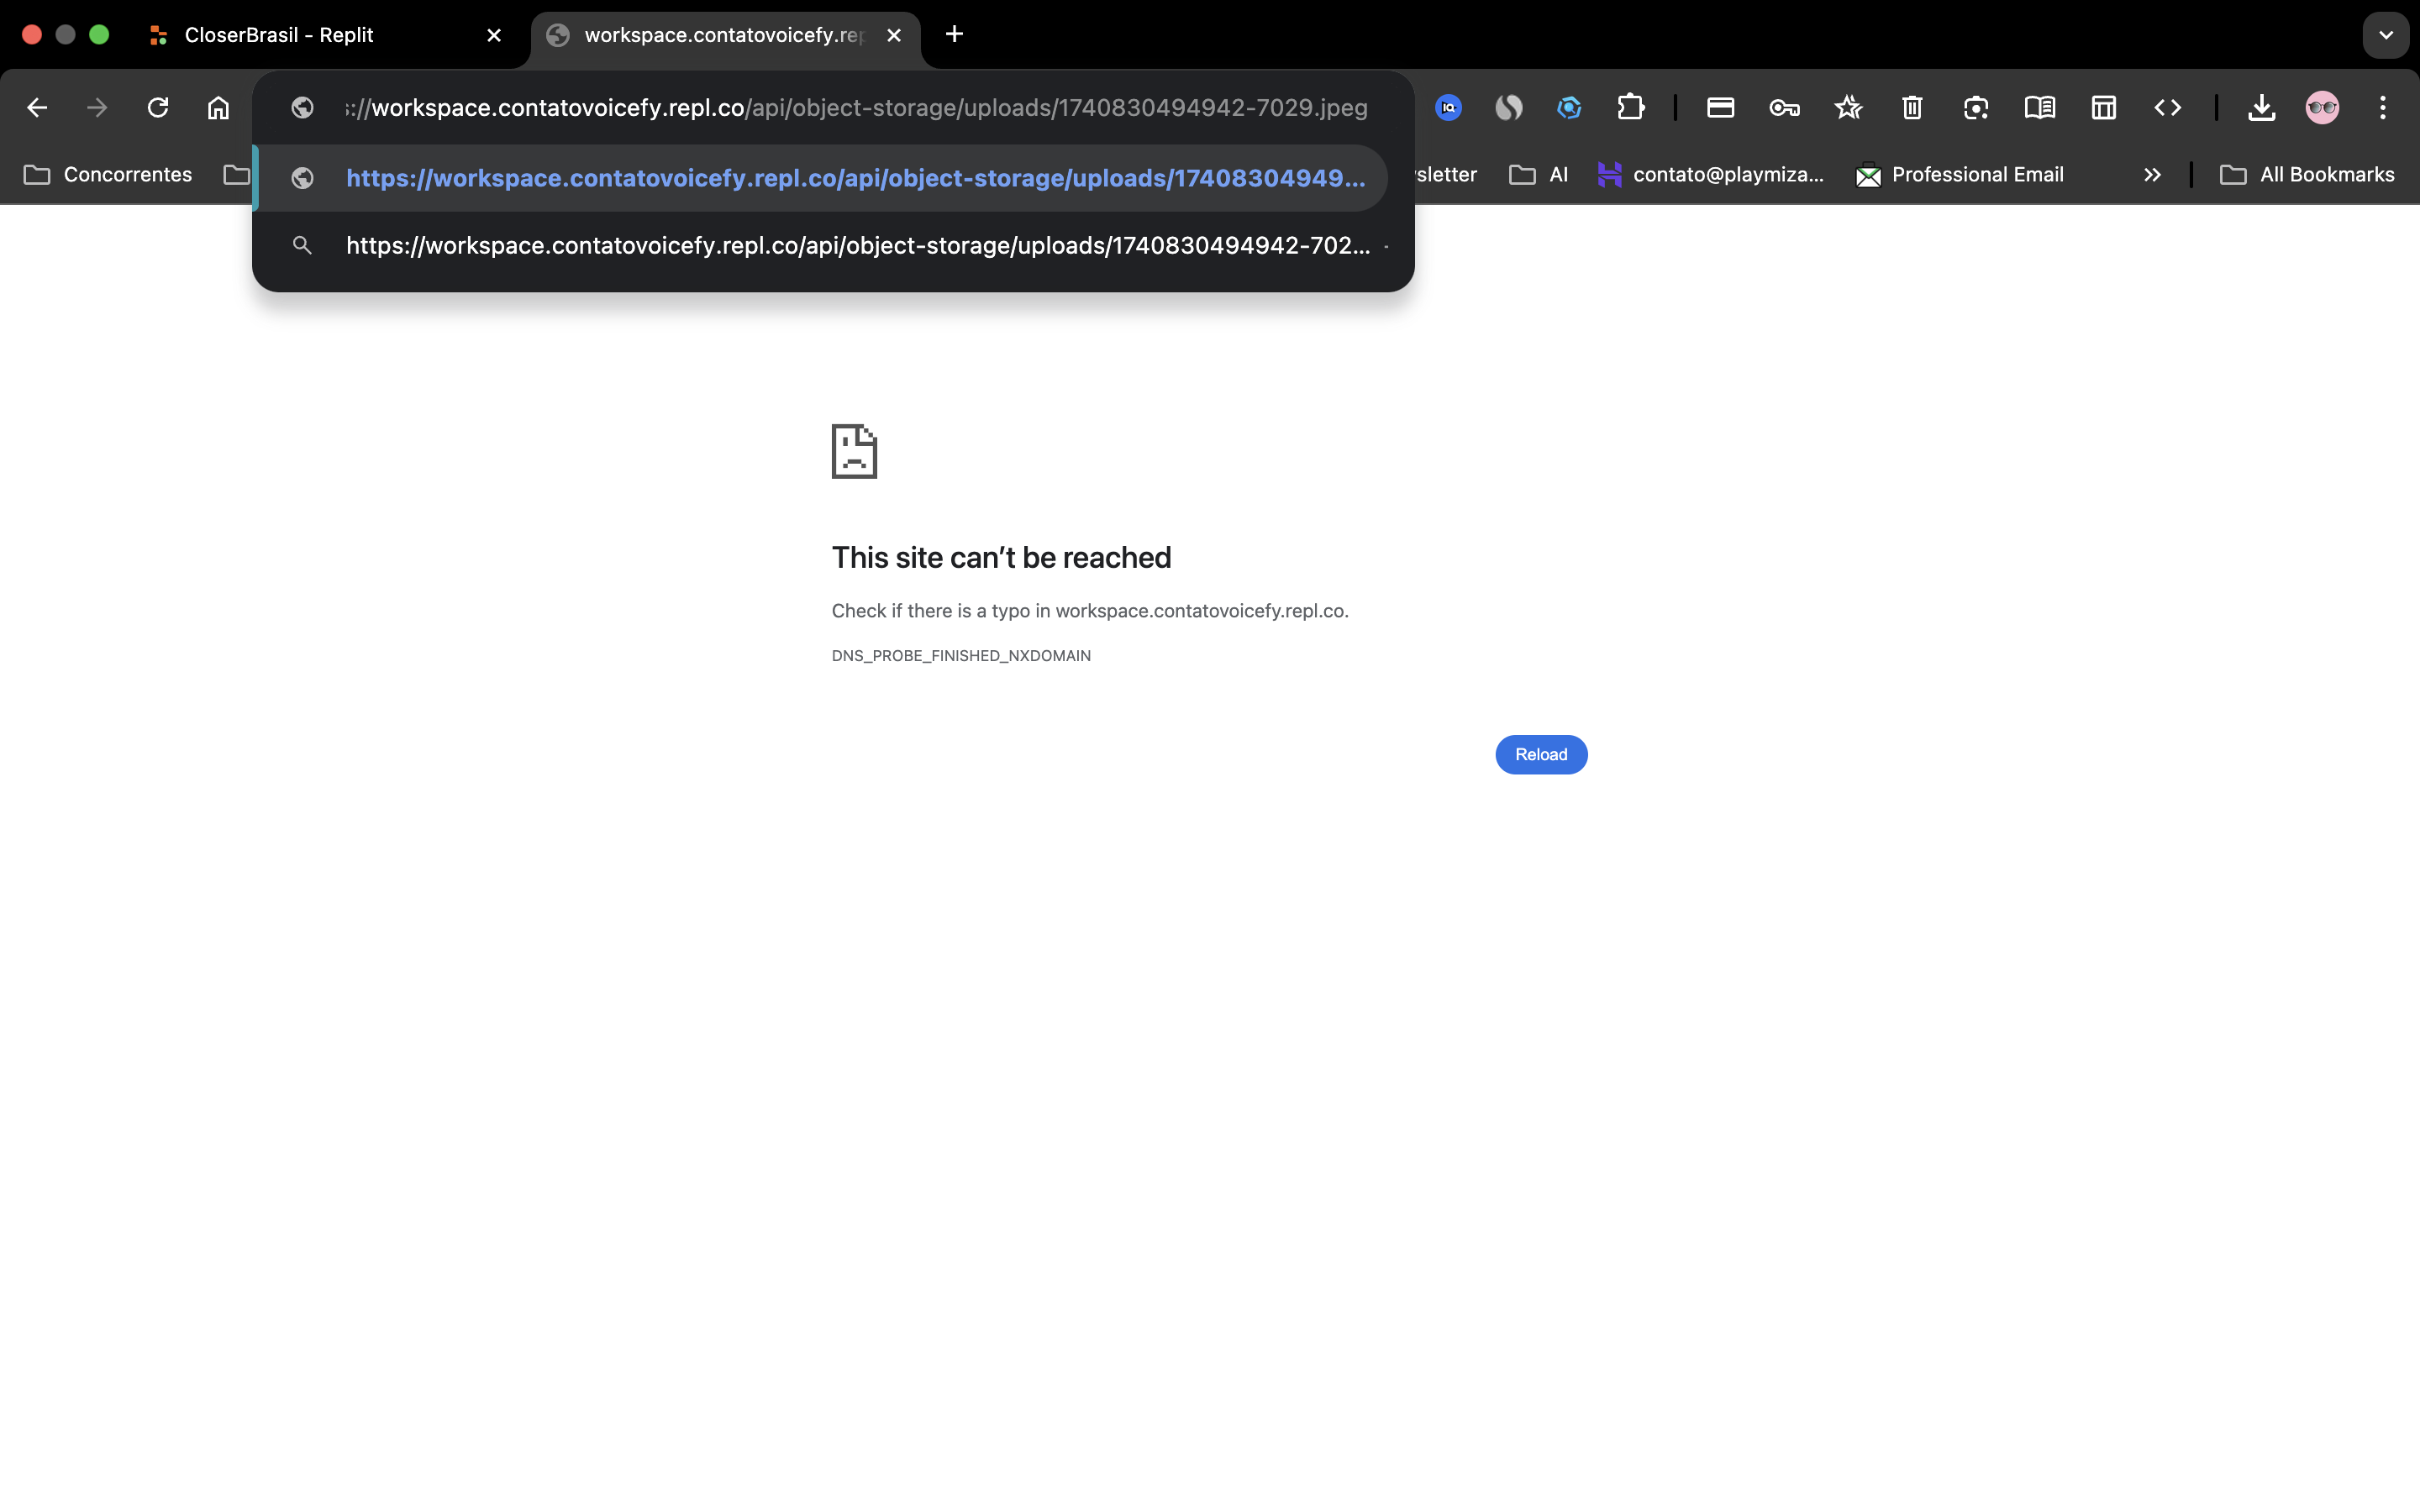 CloserBrasil - Replit
workspace.contatovoicefy.rep
://workspace.contatovoicefy.repl.co/api/object-storage/uploads/1740830494942-7029.jpeg
https://workspace.contatovoicefy.repl.co/api/object-storage/uploads/17408304949...
https://workspace.contatovoicefy.repl.co/api/object-storage/uploads/1740830494942-702... -
Concorrentes
sletter
AI
contato@playmiza...
Professional Email
All Bookmarks
This site can’t be reached
Check if there is a typo in workspace.contatovoicefy.repl.co.
DNS_PROBE_FINISHED_NXDOMAIN
Reload